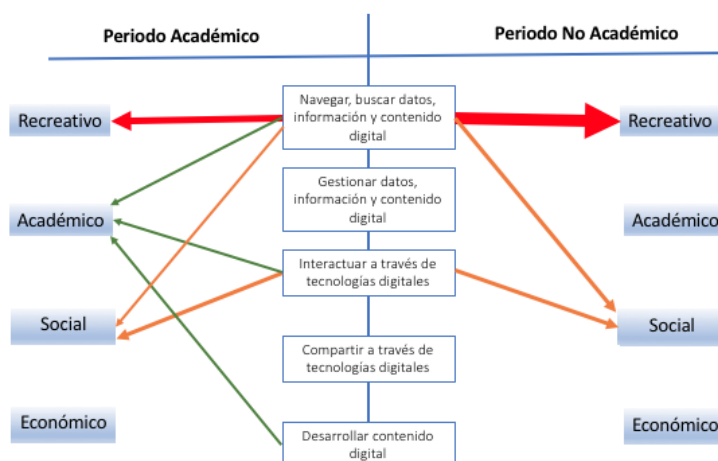 Periodo Académico
Periodo No Académico
Navegar, buscar datos,
información y contenido
digital
Recreativo
Recreativo
Gestionar datos,
información y contenido
digital
Académico
Académico
Interactuar a través de
tecnologías digitales
Social
Social
Compartir a través de
tecnologías digitales
Económico
Económico
Desarrollar contenido
digital